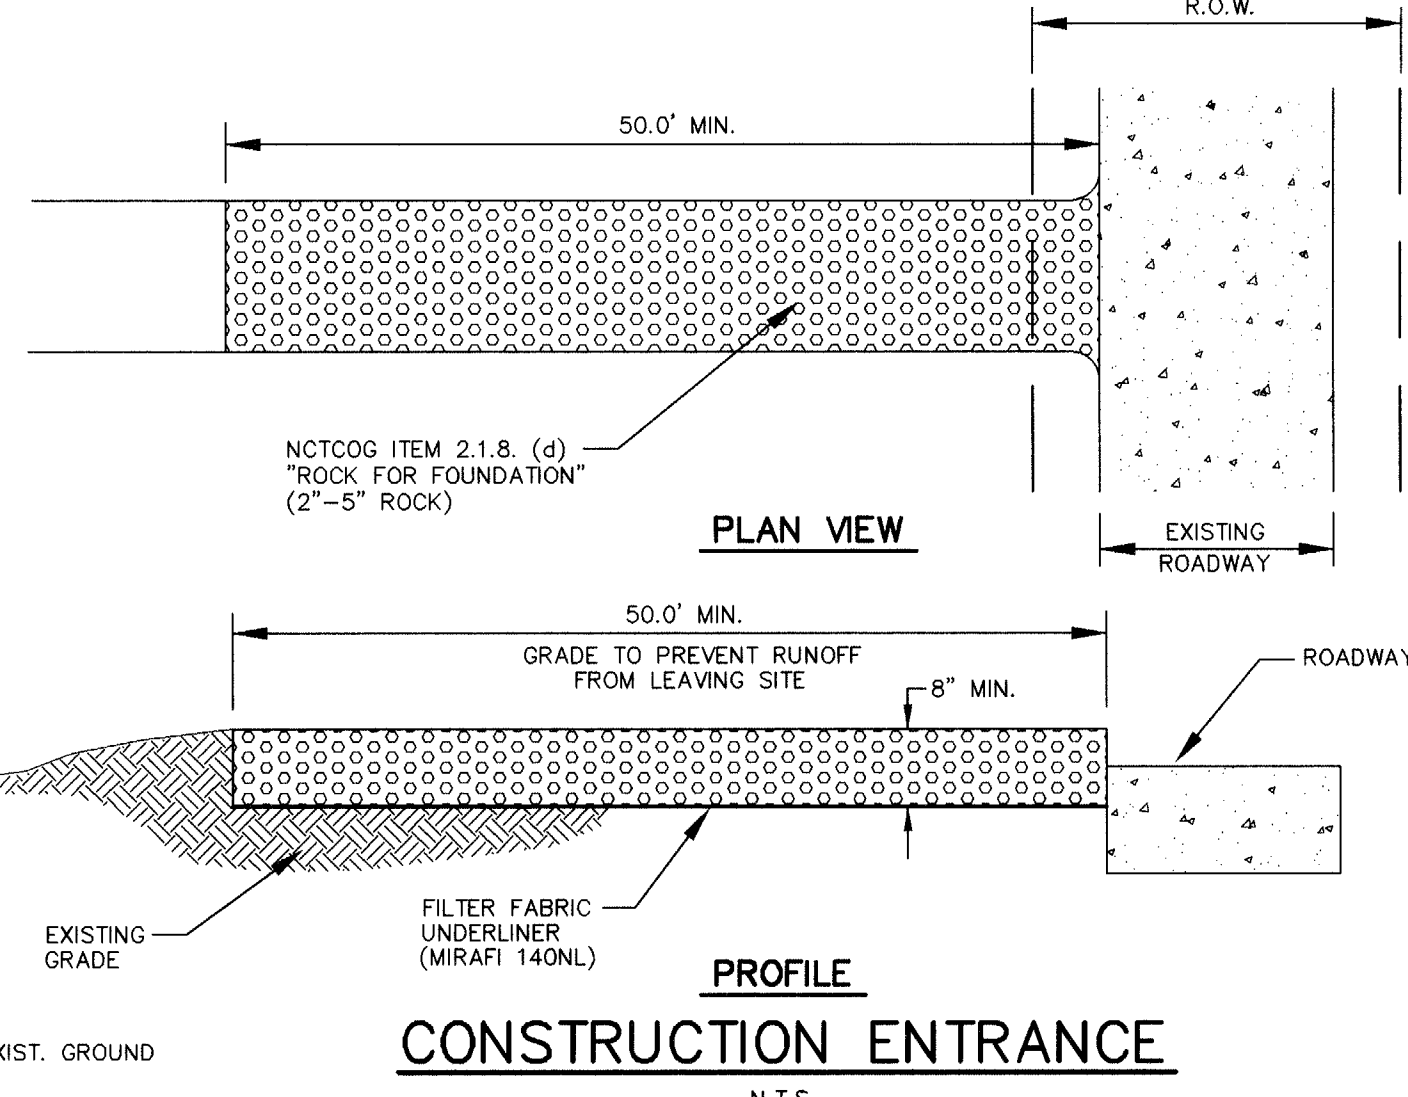 R.O.W.
50.0' MIN.
NCTCOG ITEM 2.1.8. (d)
"ROCK FOR FOUNDATION"
(2"-5" ROCK)
PLAN VIEW
EXISTING
ROADWAY
50.0' MIN.
GRADE TO PREVENT RUNOFF
FROM LEAVING SITE
8" MIN.
ROADWAY
FILTER FABRIC
UNDERLINER
(MIRAFI 140NL)
EXISTING
GRADE
PROFILE
CONSTRUCTION ENTRANCE
XIST. GROUND
N.T.S.